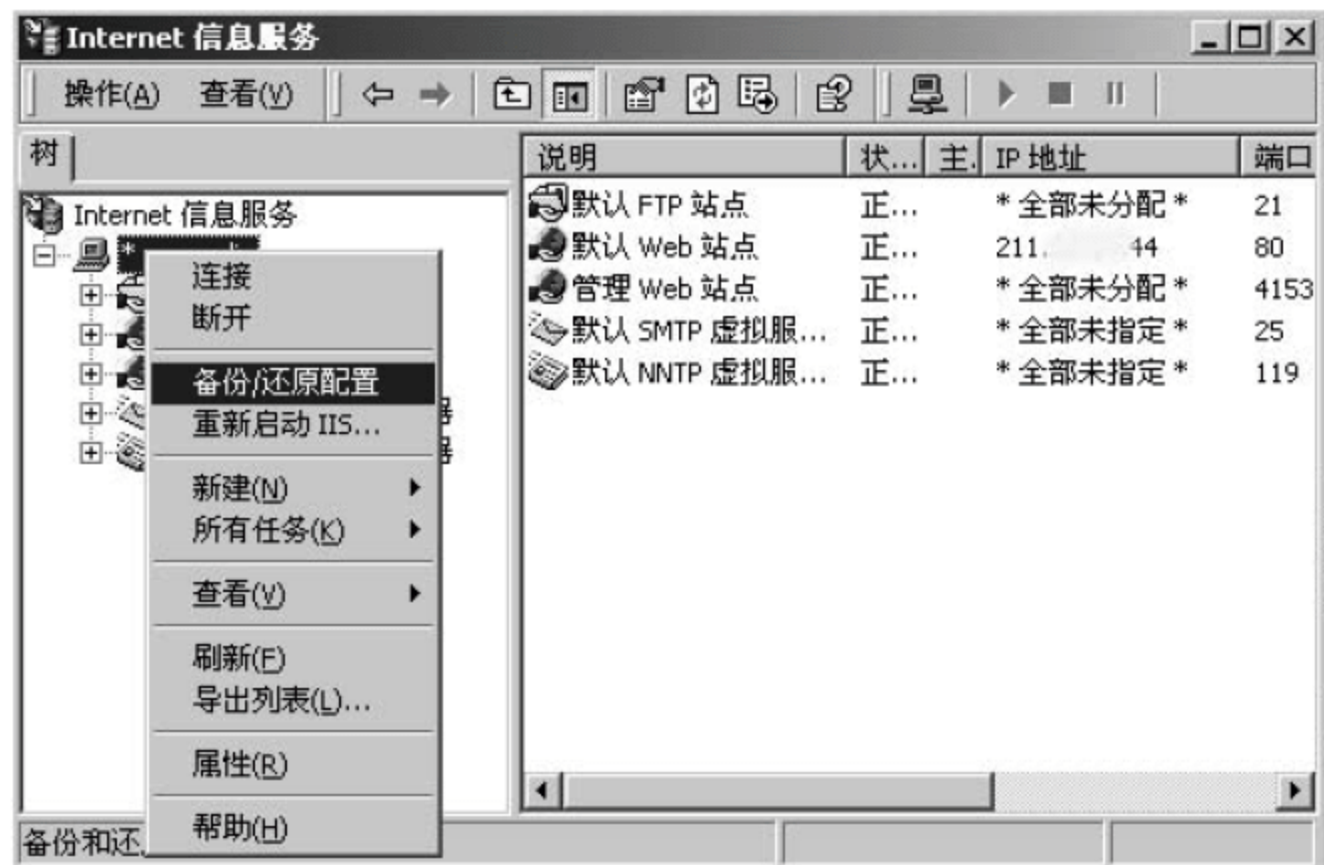 Internet 信息服务
操作(A) 查看(V)
树
说明 状... 主. IP 地址 端口
Internet 信息服务
默认 FTP 站点 正... * 全部未分配 * 21
默认 Web 站点 正... 211. 44 80
管理 Web 站点 正... * 全部未分配 * 4153
默认 SMTP 虚拟服... 正... * 全部未指定 * 25
默认 NNTP 虚拟服... 正... * 全部未指定 * 119
连接
断开
备份/还原配置
重新启动 IIS...
新建(N)
所有任务(K)
查看(V)
刷新(F)
导出列表(L)...
属性(R)
帮助(H)
器
器
备份和还